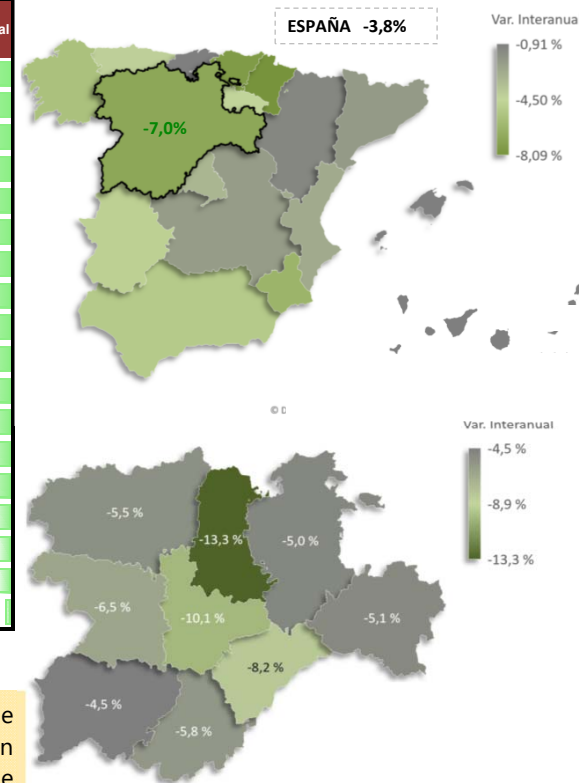 al
ESPAÑA -3,8%
Var. Interanua
-0,91 %
-4,50 %
-8,09 %
-7,0%
©
Var. Interanual
-4,5 %
-8,9 %
-13,3 %
-5,5 %
-13,3 %
-5,0 %
-6,5 %
-10,1 %
-5,1 %
-8,2 %
-4,5 %
-5,8 %
e
n
e